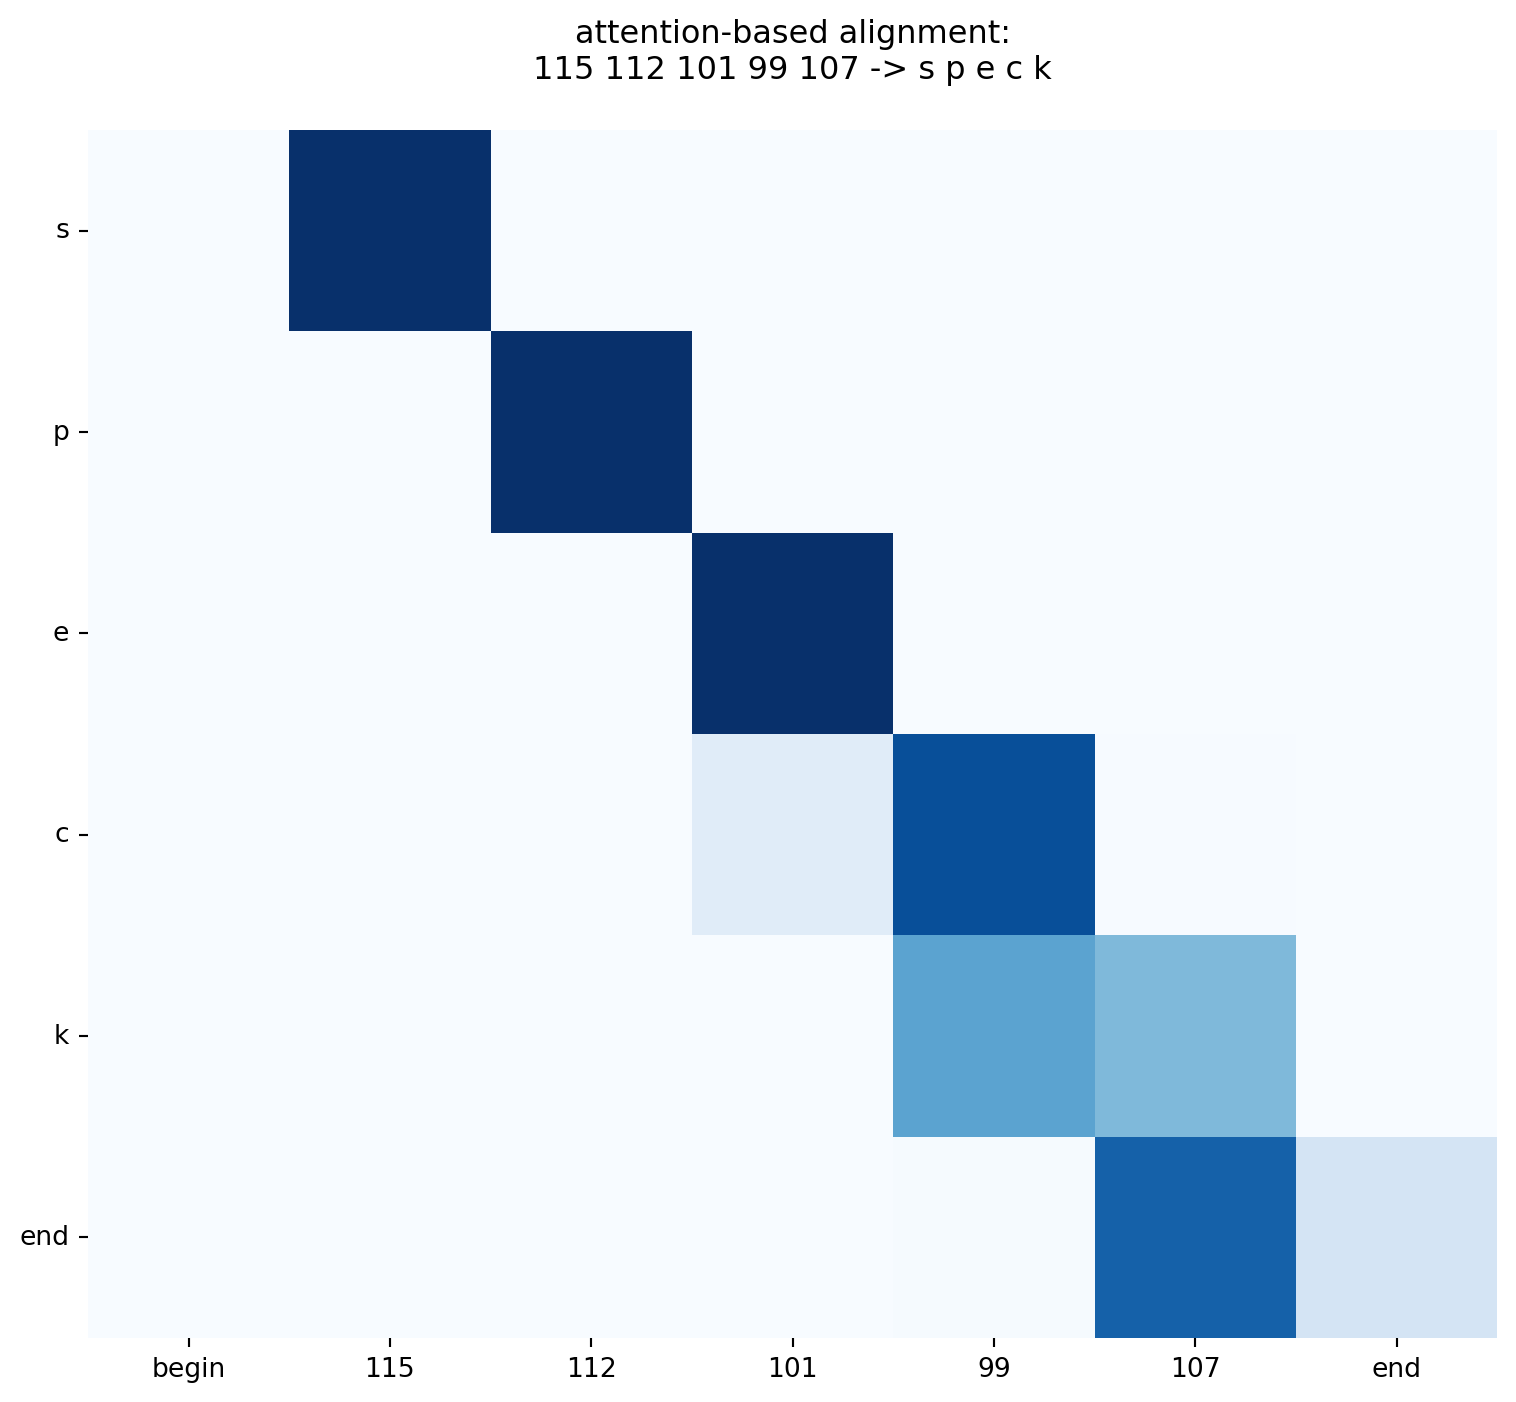 attention-based alignment:
115 112 101 99 107 -> s p e c k
s
p
e
c
k
end
begin 115 112 101 99 107 end